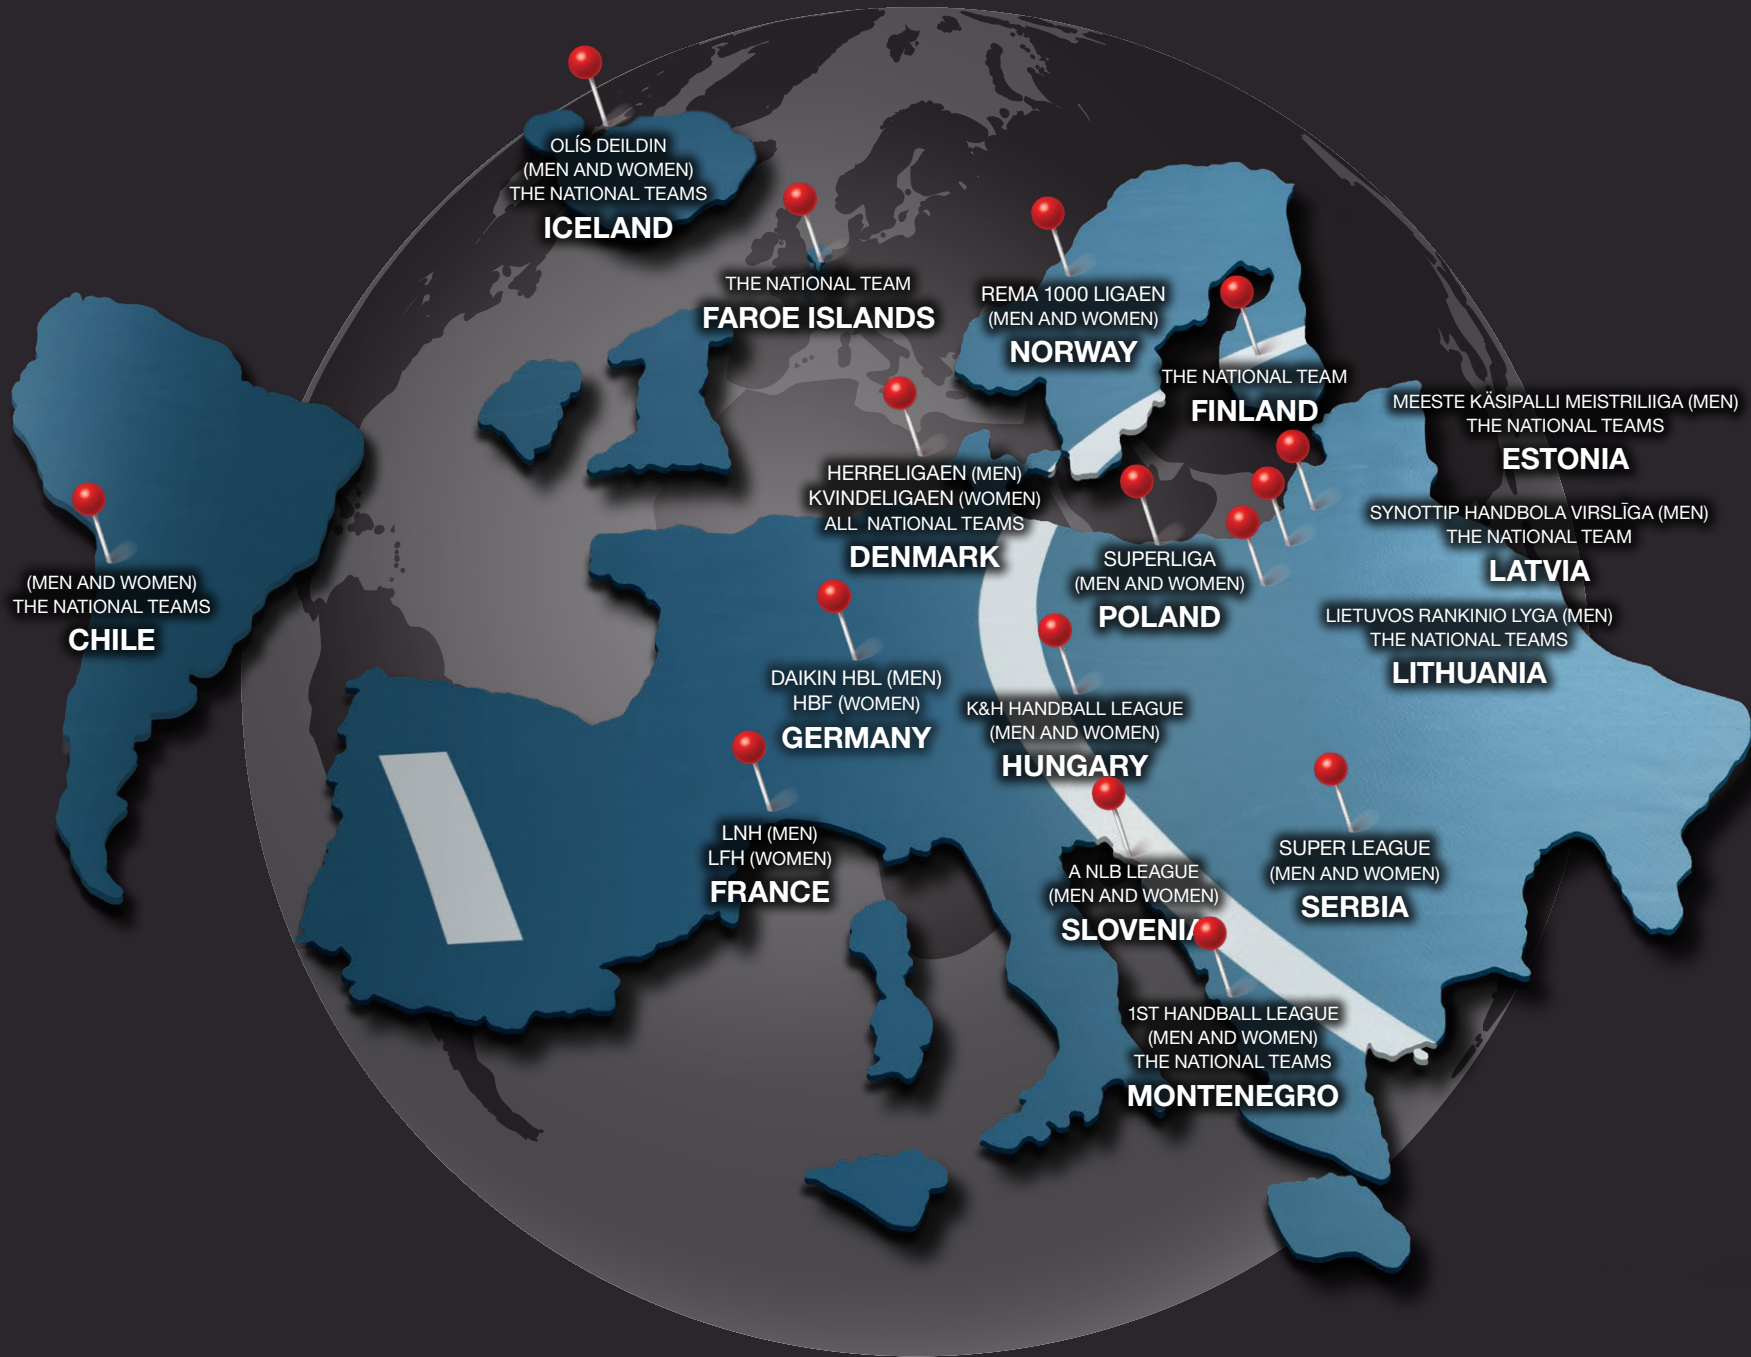 OLÍS DEILDIN
(MEN AND WOMEN)
THE NATIONAL TEAMS
ICELAND
THE NATIONAL TEAM
FAROE ISLANDS
REMA 1000 LIGAEN
(MEN AND WOMEN)
NORWAY
THE NATIONAL TEAM
FINLAND
MEESTE KÄSIPALLI MEISTRILIIGA (MEN)
THE NATIONAL TEAMS
ESTONIA
HERRELIGAEN (MEN)
KVINDELIGAEN (WOMEN)
ALL NATIONAL TEAMS
DENMARK
SYNOTTIP HANDBOLA VIRSLĪGA (MEN)
THE NATIONAL TEAM
LATVIA
SUPERLIGA
(MEN AND WOMEN)
POLAND
(MEN AND WOMEN)
THE NATIONAL TEAMS
CHILE
LIETUVOS RANKINIO LYGA (MEN)
THE NATIONAL TEAMS
LITHUANIA
DAIKIN HBL (MEN)
HBF (WOMEN)
GERMANY
K&H HANDBALL LEAGUE
(MEN AND WOMEN)
HUNGARY
LNH (MEN)
LFH (WOMEN)
FRANCE
A NLB LEAGUE
(MEN AND WOMEN)
SLOVENIA
SUPER LEAGUE
(MEN AND WOMEN)
SERBIA
1ST HANDBALL LEAGUE
(MEN AND WOMEN)
THE NATIONAL TEAMS
MONTENEGRO